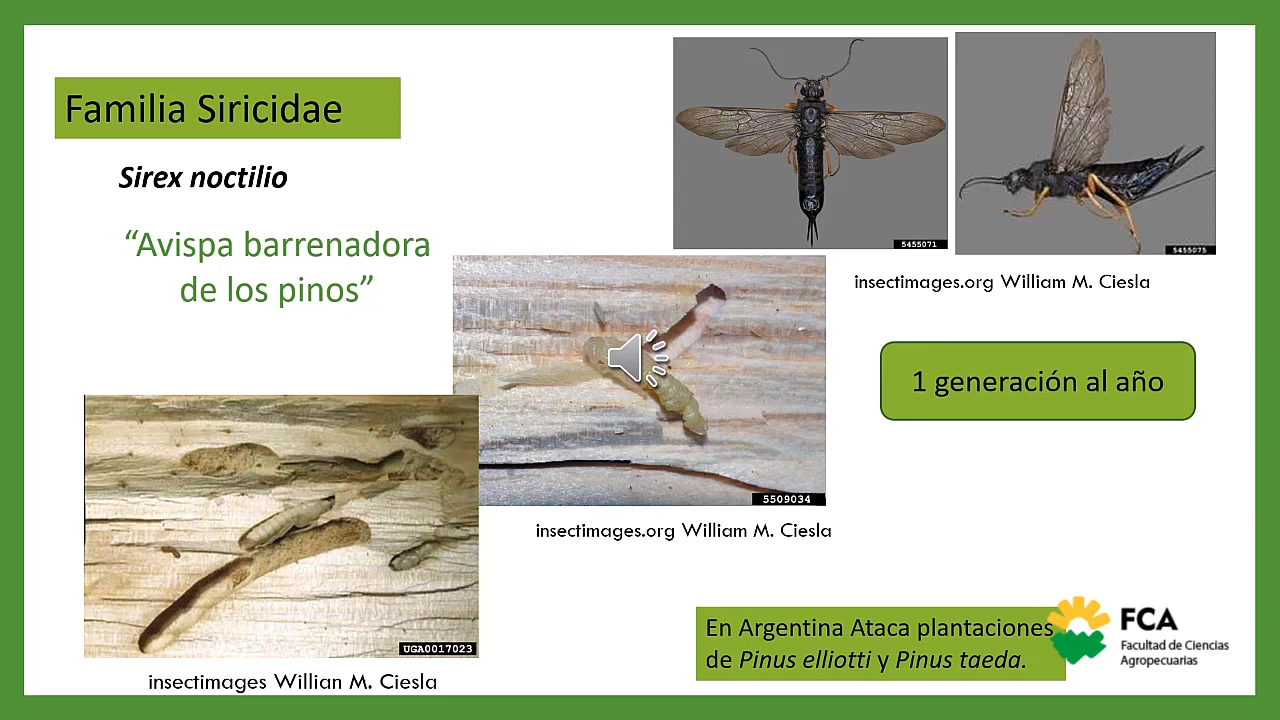 Familia Siricidae
Sirex noctilio
“Avispa barrenadora
de los pinos”
5455071
5455075
insectimages.org William M. Ciesla
1 generación al año
5509034
insectimages.org William M. Ciesla
UGA0017023
insectimages Willian M. Ciesla
En Argentina Ataca plantaciones
de Pinus elliotti y Pinus taeda.
FCA
Facultad de Ciencias
Agropecuarias